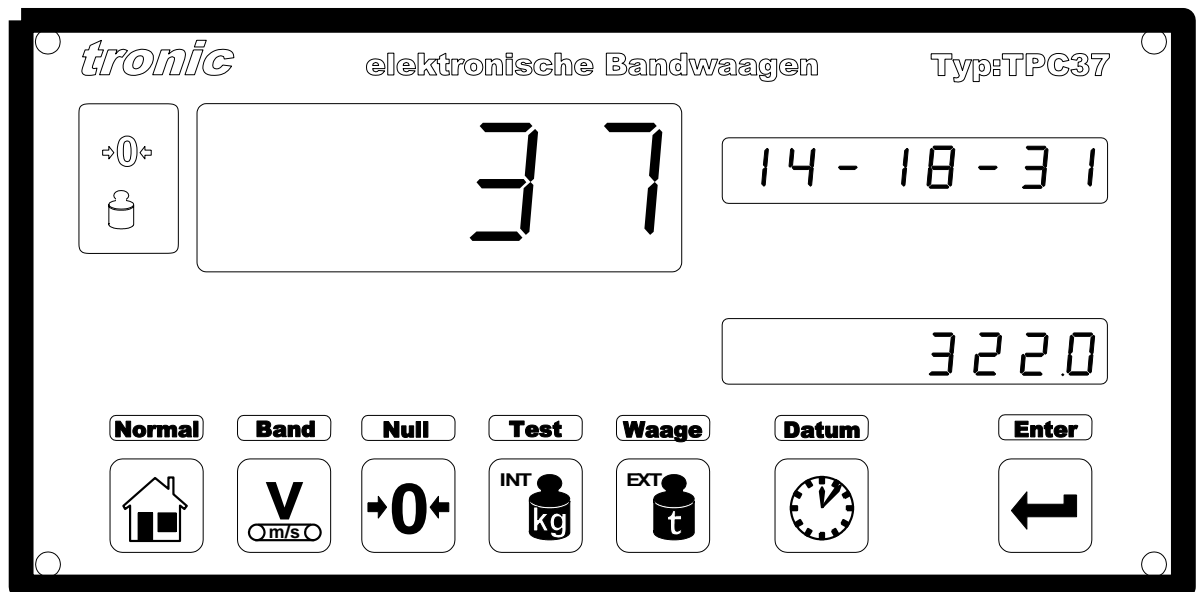 tronic elektronische Bandwaagen Typ:TPC37
→0←
37
14-18-31
322.0
Normal Band Null Test Waage Datum Enter
V m/s →0← INT kg EXT t